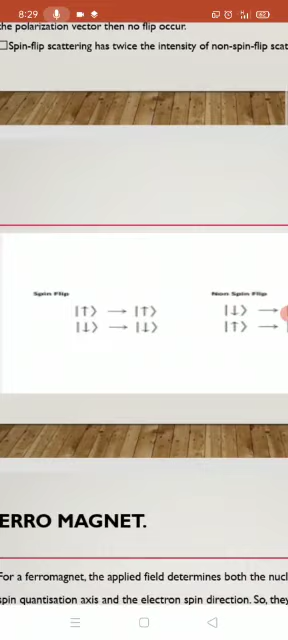 8:29
the polarization vector then no flip occur.
□Spin-flip scattering has twice the intensity of non-spin-flip scat
Spin Flip
|↑⟩ → |↑⟩
|↓⟩ → |↓⟩
Non Spin Flip
|↓⟩ →
|↑⟩ →
ERRO MAGNET.
For a ferromagnet, the applied field determines both the nucl
spin quantisation axis and the electron spin direction. So, they